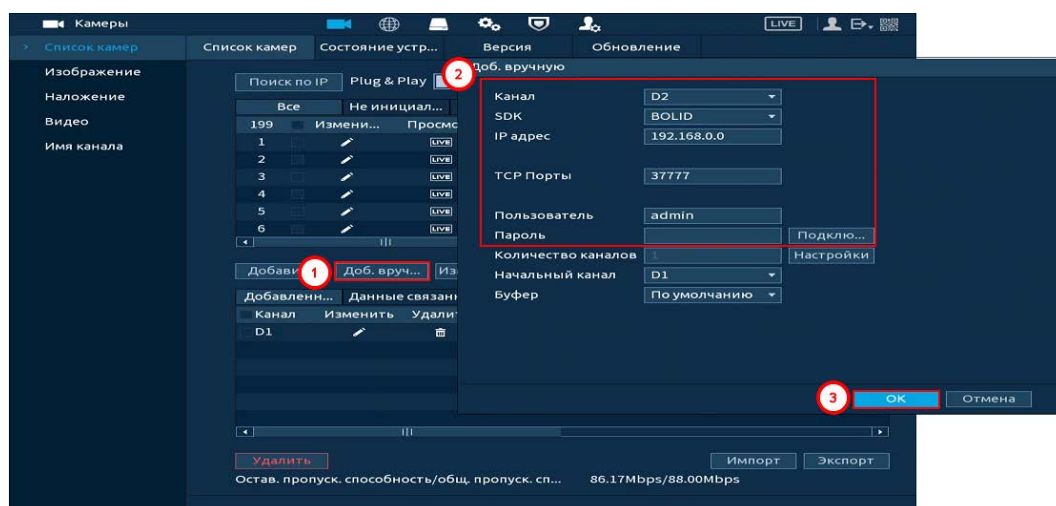 Камеры
LIVE
Список камер
Изображение
Наложение
Видео
Имя канала
Список камер Состояние устр... Версия Обновление
Поиск по IP Plug & Play
Все Не инициал...
199 Измени... Просмо
1 LIVE
2 LIVE
3 LIVE
4 LIVE
5 LIVE
6 LIVE
Добави 1 Доб. вруч... Из
Добавленн... Данные связанн
Канал Изменить Удали
D1
Удалить Импорт Экспорт
Остав. пропуск. способность/общ. пропуск. сп... 86.17Mbps/88.00Mbps
2
Доб. вручную
Канал D2
SDK BOLID
IP адрес 192.168.0.0
TCP Порты 37777
Пользователь admin
Пароль Подклю...
Количество каналов 1 Настройки
Начальный канал D1
Буфер По умолчанию
3 OK Отмена